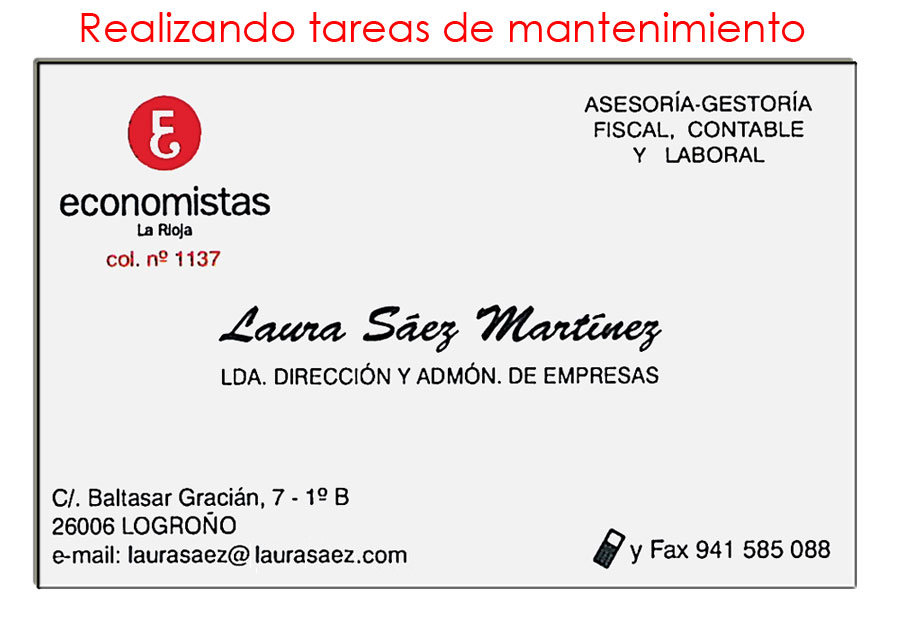 Realizando tareas de mantenimiento
economistas
La Rioja
col. nº 1137
ASESORÍA-GESTORÍA
FISCAL, CONTABLE
Y LABORAL
Laura Sáez Martínez
LDA. DIRECCIÓN Y ADMÓN. DE EMPRESAS
C/. Baltasar Gracián, 7 - 1º B
26006 LOGROÑO
e-mail: laurasaez@laurasaez.com
y Fax 941 585 088